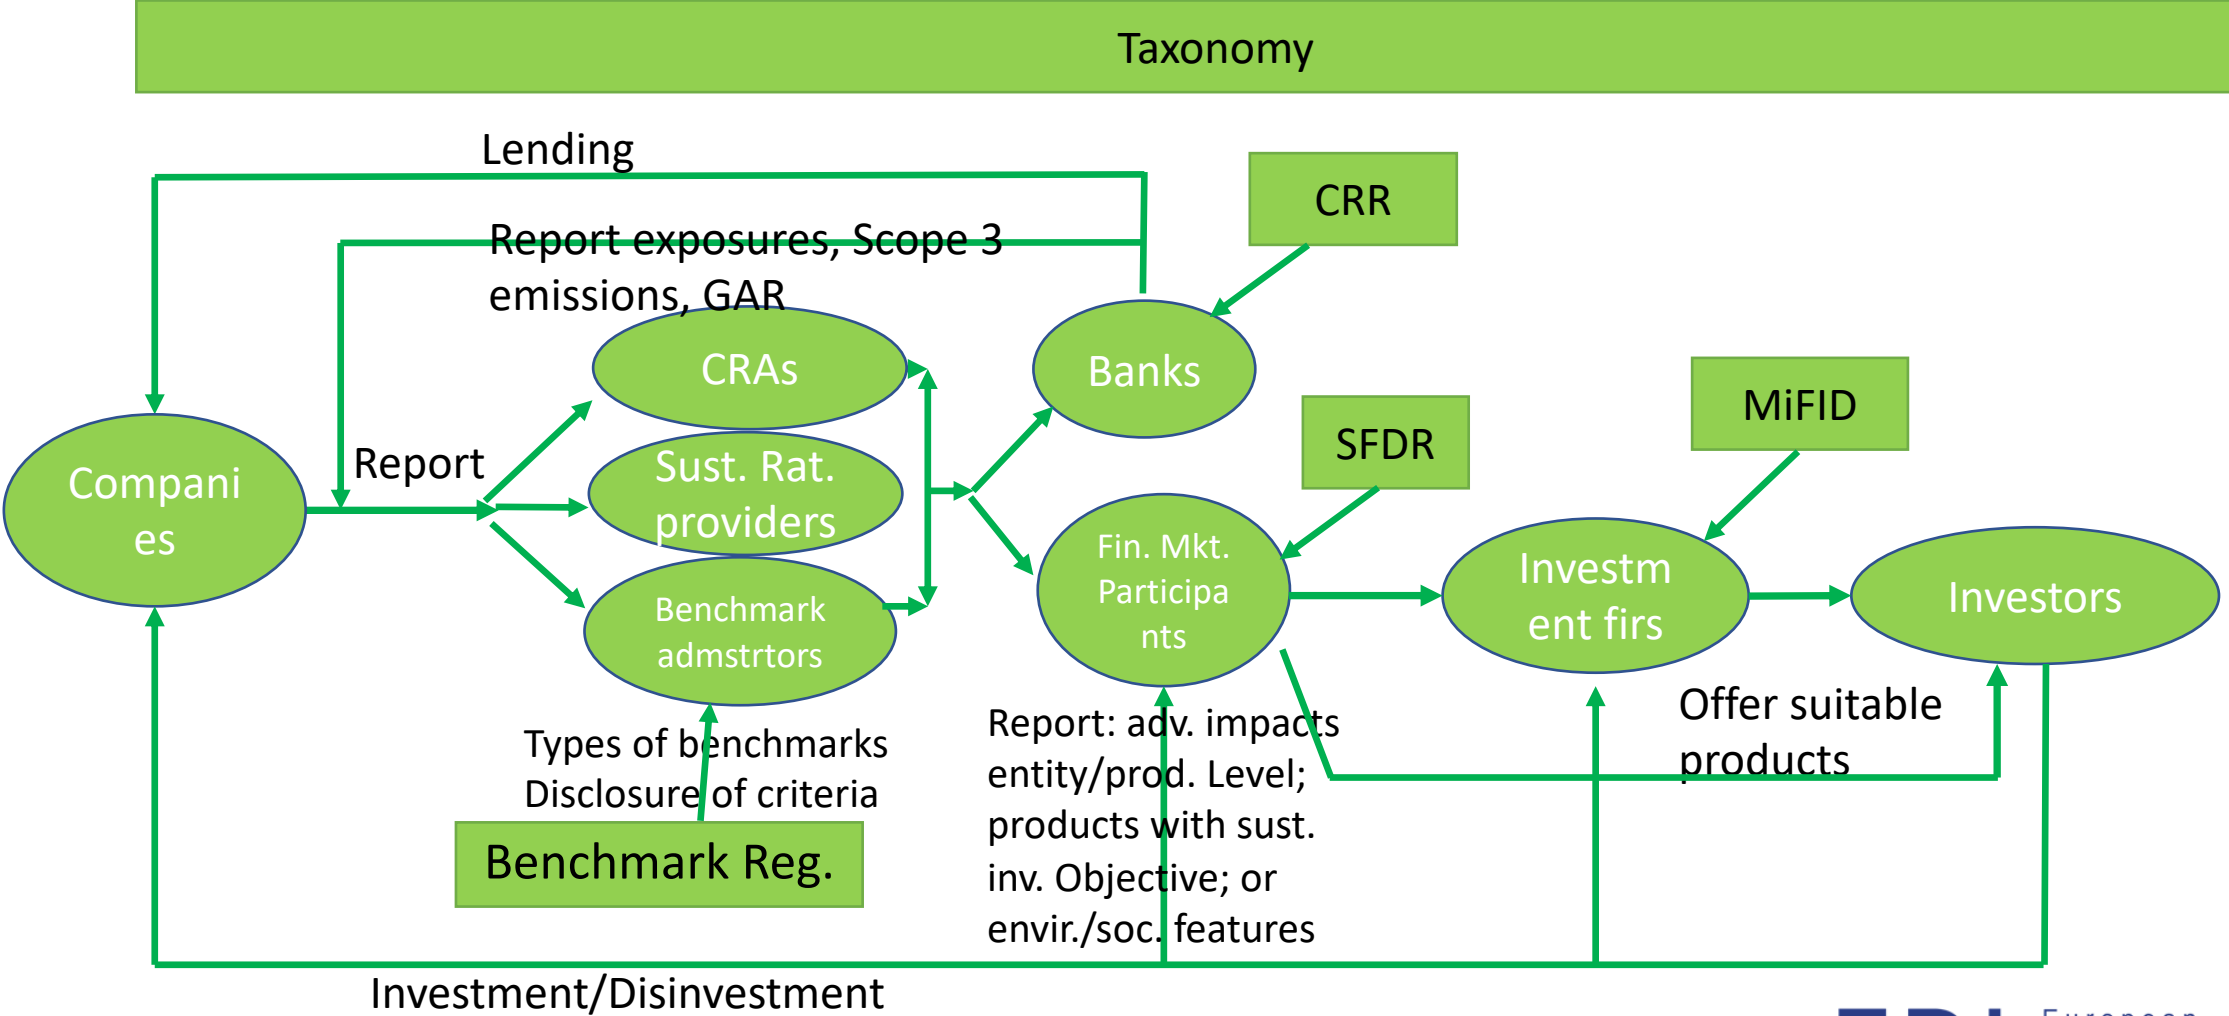 Taxonomy
Lending
CRR
Report exposures, Scope 3
emissions, GAR
CRAs
Banks
MiFID
SFDR
Report
Compani
es
Sust. Rat.
providers
Fin. Mkt.
Participa
nts
Investm
ent firs
Investors
Benchmark
admstrtors
Types of benchmarks
Disclosure of criteria
Benchmark Reg.
Report: adv. impacts
entity/prod. Level;
products with sust.
inv. Objective; or
envir./soc. features
Offer suitable
products
Investment/Disinvestment